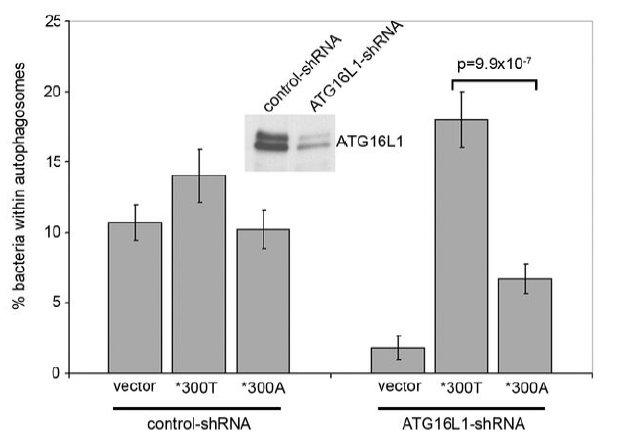 25
20
15
10
5
0
% bacteria within autophagosomes
control-shRNA
ATG16L1-shRNA
ATG16L1
p=9.9x10⁻⁷
vector *300T *300A vector *300T *300A
control-shRNA ATG16L1-shRNA